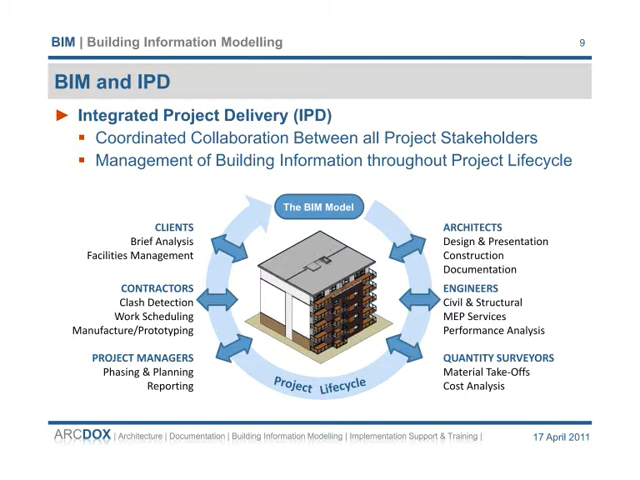 BIM | Building Information Modelling
9
BIM and IPD
Integrated Project Delivery (IPD)
Coordinated Collaboration Between all Project Stakeholders
Management of Building Information throughout Project Lifecycle
The BIM Model
CLIENTS
Brief Analysis
Facilities Management
CONTRACTORS
Clash Detection
Work Scheduling
Manufacture/Prototyping
PROJECT MANAGERS
Phasing & Planning
Reporting
ARCHITECTS
Design & Presentation
Construction
Documentation
ENGINEERS
Civil & Structural
MEP Services
Performance Analysis
QUANTITY SURVEYORS
Material Take-Offs
Cost Analysis
Project Lifecycle
ARCDOX | Architecture | Documentation | Building Information Modelling | Implementation Support & Training |
17 April 2011